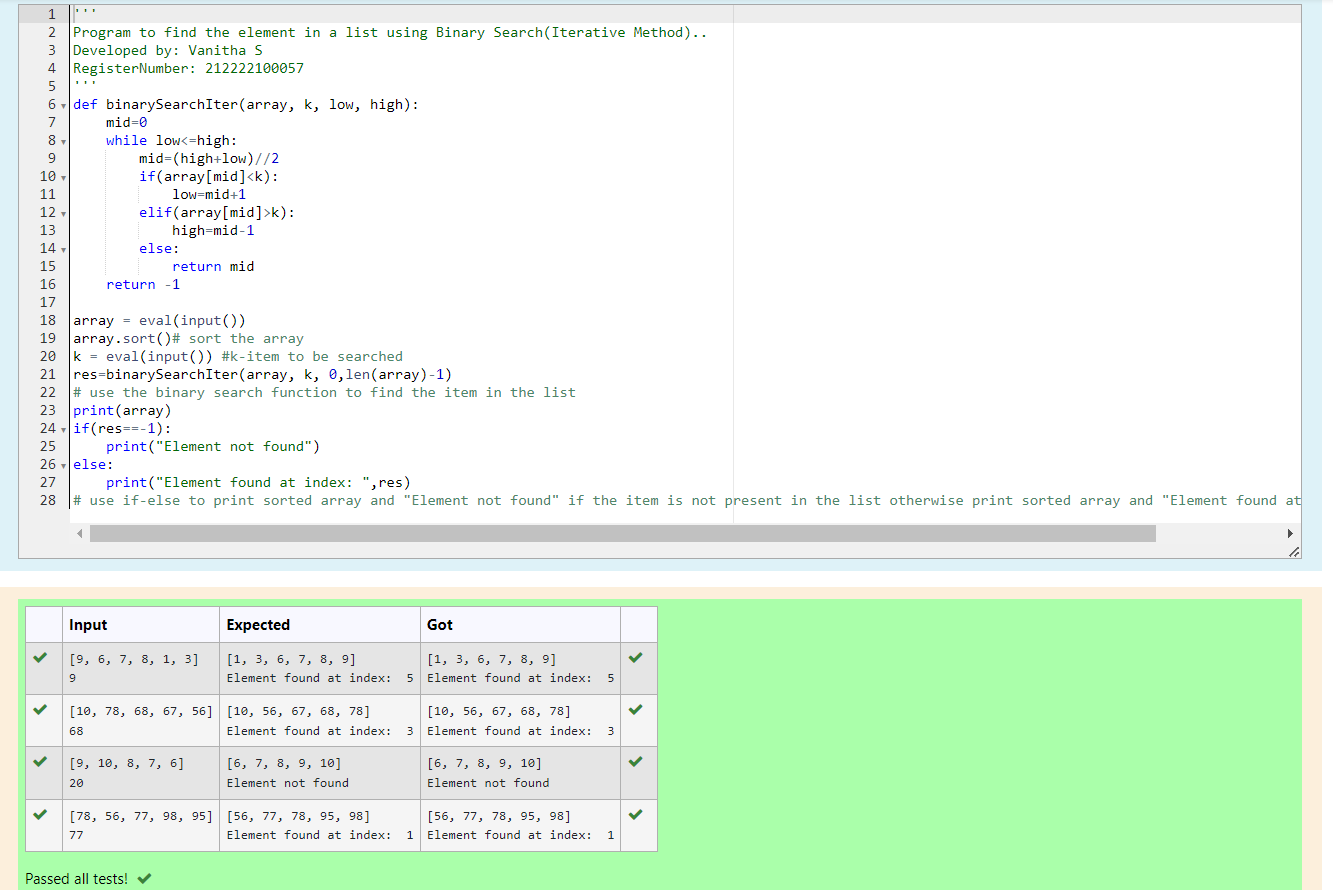 1 '''
2 Program to find the element in a list using Binary Search(Iterative Method)..
3 Developed by: Vanitha S
4 RegisterNumber: 212222100057
5 '''
6 def binarySearchIter(array, k, low, high):
7     mid=0
8     while low<=high:
9         mid=(high+low)//2
10         if(array[mid]<k):
11             low=mid+1
12         elif(array[mid]>k):
13             high=mid-1
14         else:
15             return mid
16     return -1
17
18 array = eval(input())
19 array.sort()# sort the array
20 k = eval(input()) #k-item to be searched
21 res=binarySearchIter(array, k, 0,len(array)-1)
22 # use the binary search function to find the item in the list
23 print(array)
24 if(res==-1):
25     print("Element not found")
26 else:
27     print("Element found at index: ",res)
28 # use if-else to print sorted array and "Element not found" if the item is not present in the list otherwise print sorted array and "Element found at
Input Expected Got
[9, 6, 7, 8, 1, 3] [1, 3, 6, 7, 8, 9] [1, 3, 6, 7, 8, 9]
9 Element found at index:  5 Element found at index:  5
[10, 78, 68, 67, 56] [10, 56, 67, 68, 78] [10, 56, 67, 68, 78]
68 Element found at index:  3 Element found at index:  3
[9, 10, 8, 7, 6] [6, 7, 8, 9, 10] [6, 7, 8, 9, 10]
20 Element not found Element not found
[78, 56, 77, 98, 95] [56, 77, 78, 95, 98] [56, 77, 78, 95, 98]
77 Element found at index:  1 Element found at index:  1
Passed all tests!